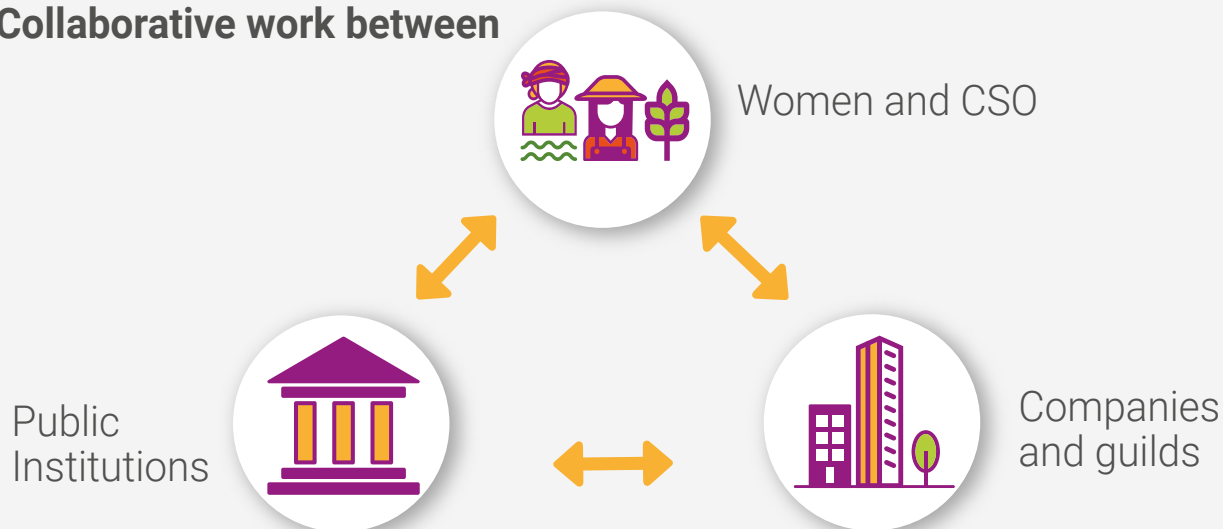 Collaborative work between
Women and CSO
Public
Institutions
Companies
and guilds